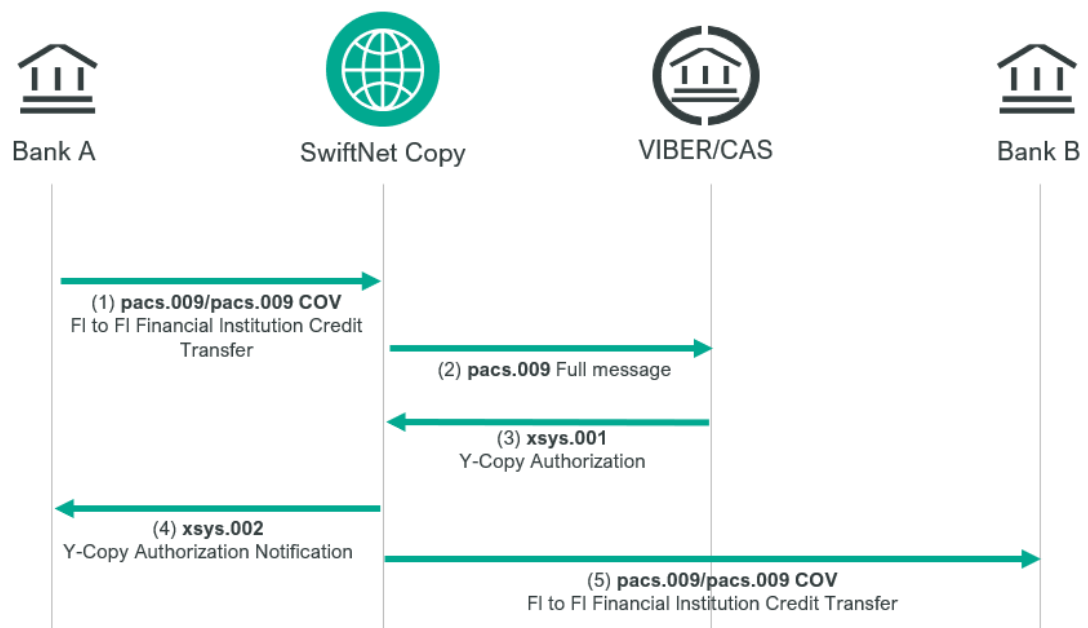 Bank A
SwiftNet Copy
VIBER/CAS
Bank B
(1) pacs.009/pacs.009 COV
FI to FI Financial Institution Credit
Transfer
(2) pacs.009 Full message
(3) xsys.001
Y-Copy Authorization
(4) xsys.002
Y-Copy Authorization Notification
(5) pacs.009/pacs.009 COV
FI to FI Financial Institution Credit Transfer